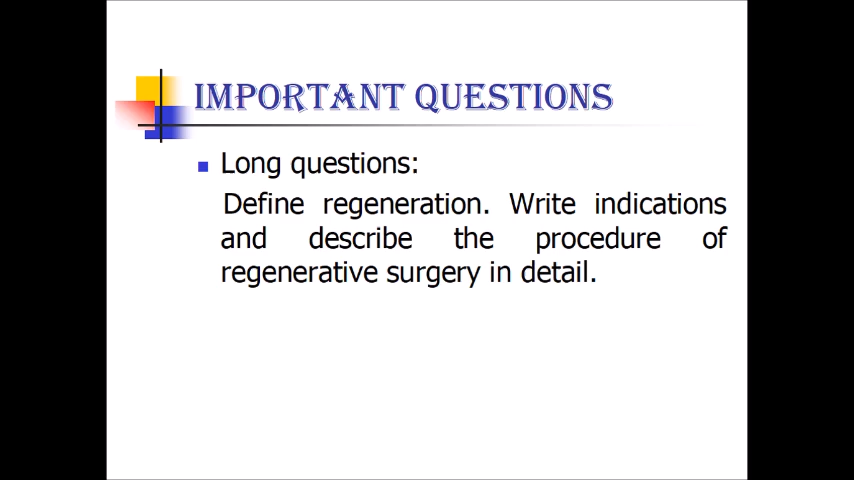 IMPORTANT QUESTIONS
Long questions:
Define regeneration. Write indications
and describe the procedure of
regenerative surgery in detail.